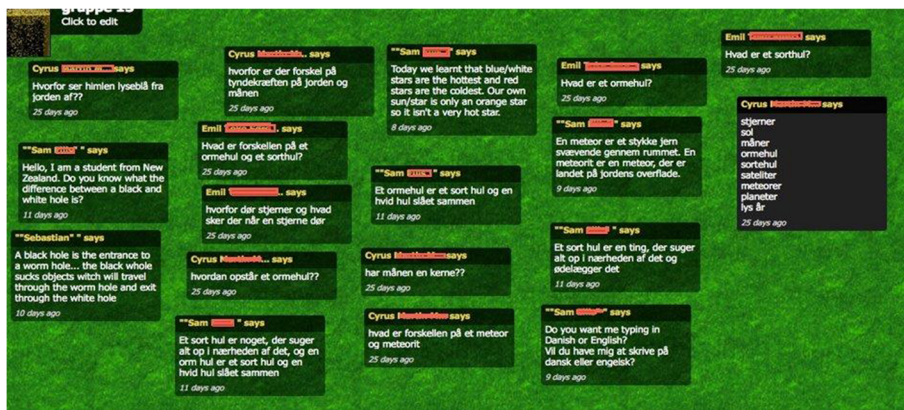 gruppe 13
Click to edit
Cyrus says
Hvorfor ser himlen lyseblå fra
jorden af??
25 days ago
""Sam " says
Hello, I am a student from New
Zealand. Do you know what the
difference between a black and
white hole is?
11 days ago
""Sebastian" " says
A black hole is the entrance to
a worm hole... the black whole
sucks objects witch will travel
through the worm hole and exit
through the white hole
10 days ago
Cyrus says
hvorfor er der forskel på
tyndekræften på jorden og
månen
25 days ago
Emil . says
Hvad er forskellen på et
ormehul og et sorthul?
25 days ago
Emil .. says
hvorfor dør stjerner og hvad
sker der når en stjerne dør
25 days ago
Cyrus ... says
hvordan opstår et ormehul??
25 days ago
""Sam " says
Et sort hul er noget, der suger
alt op i nærheden af det, og en
orm hul er et sort hul og en
hvid hul slået sammen
11 days ago
""Sam " says
Today we learnt that blue/white
stars are the hottest and red
stars are the coldest. Our own
sun/star is only an orange star
so it isn't a very hot star.
8 days ago
""Sam " says
Et ormehul er et sort hul og en
hvid hul slået sammen
11 days ago
Cyrus says
har månen en kerne??
25 days ago
Cyrus says
hvad er forskellen på et meteor
og meteorit
25 days ago
Emil says
Hvad er et ormehul?
25 days ago
""Sam " says
En meteor er et stykke jern
svævende gennem rummet. En
meteorit er en meteor, der er
landet på jordens overflade.
9 days ago
""Sam " says
Et sort hul er en ting, der suger
alt op i nærheden af det og
ødelægger det
11 days ago
""Sam " says
Do you want me typing in
Danish or English?
Vil du have mig at skrive på
dansk eller engelsk?
9 days ago
Emil says
Hvad er et sorthul?
25 days ago
Cyrus says
stjerner
sol
måner
ormehul
sortehul
sateliter
meteorer
planeter
lys år
25 days ago